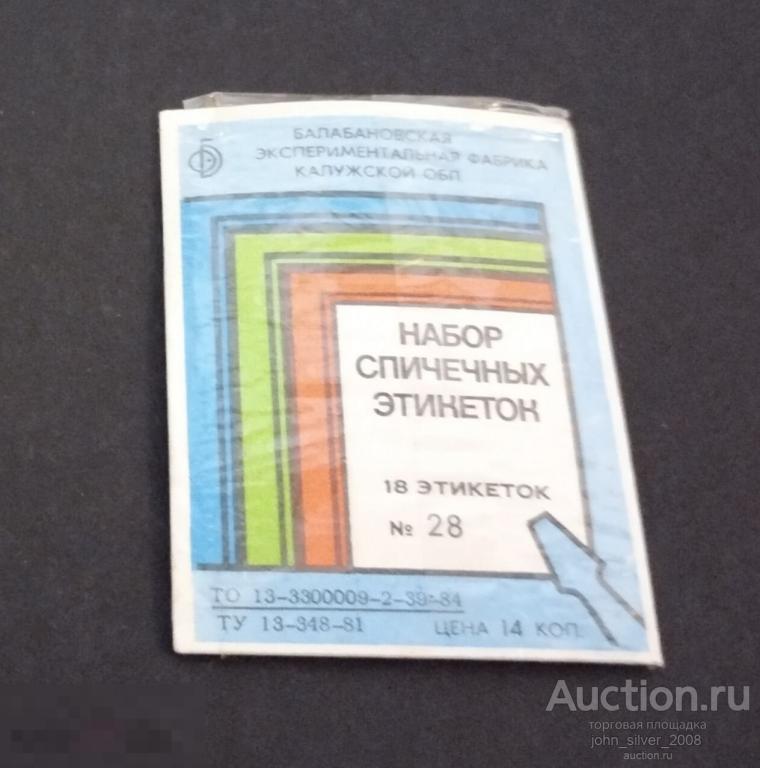 БАЛАБАНОВСКАЯ
ЭКСПЕРИМЕНТАЛЬНАЯ ФАБРИКА
КАЛУЖСКОЙ ОБЛ
НАБОР
СПИЧЕЧНЫХ
ЭТИКЕТОК
18 ЭТИКЕТОК
№ 28
ТО 13-3300009-2-39-84
ТУ 13-348-81
ЦЕНА 14 КОП.
Auction.ru
торговая площадка
john_silver_2008
auction.ru